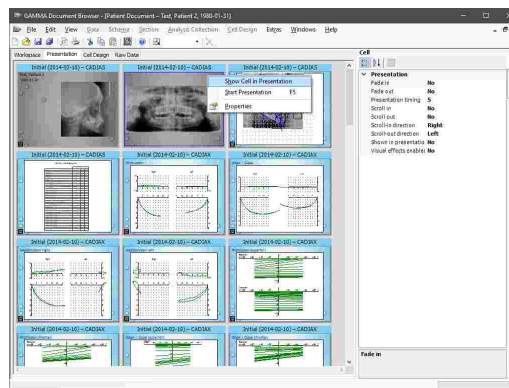 GAMMA Document Browser - [Patient Document – Test, Patient 2, 1980-01-31]
File Edit View Data Schema Section Analysis Collection Cell Design Extras Windows Help
Workspace Presentation Cell Design Raw Data
Cell
Initial (2014-02-10) – CADIAX Initial (2014-02-10) – CADIAX Initial (2014-02-10) – CADIAX
Show Cell in Presentation
Start Presentation F5
Properties
Presentation
Fade in No
Fade out No
Presentation timing 5
Scroll in No
Scroll out No
Scroll-in direction Right
Scroll-out direction Left
Shown in presentatio No
Visual effects enable No
Initial (2014-02-10) – CADIAX Initial (2014-02-10) – CADIAX Initial (2014-02-10) – CADIAX
Initial (2014-02-10) – CADIAX Initial (2014-02-10) – CADIAX Initial (2014-02-10) – CADIAX
Initial (2014-02-10) – CADIAX Initial (2014-02-10) – CADIAX Initial (2014-02-10) – CADIAX
Fade in